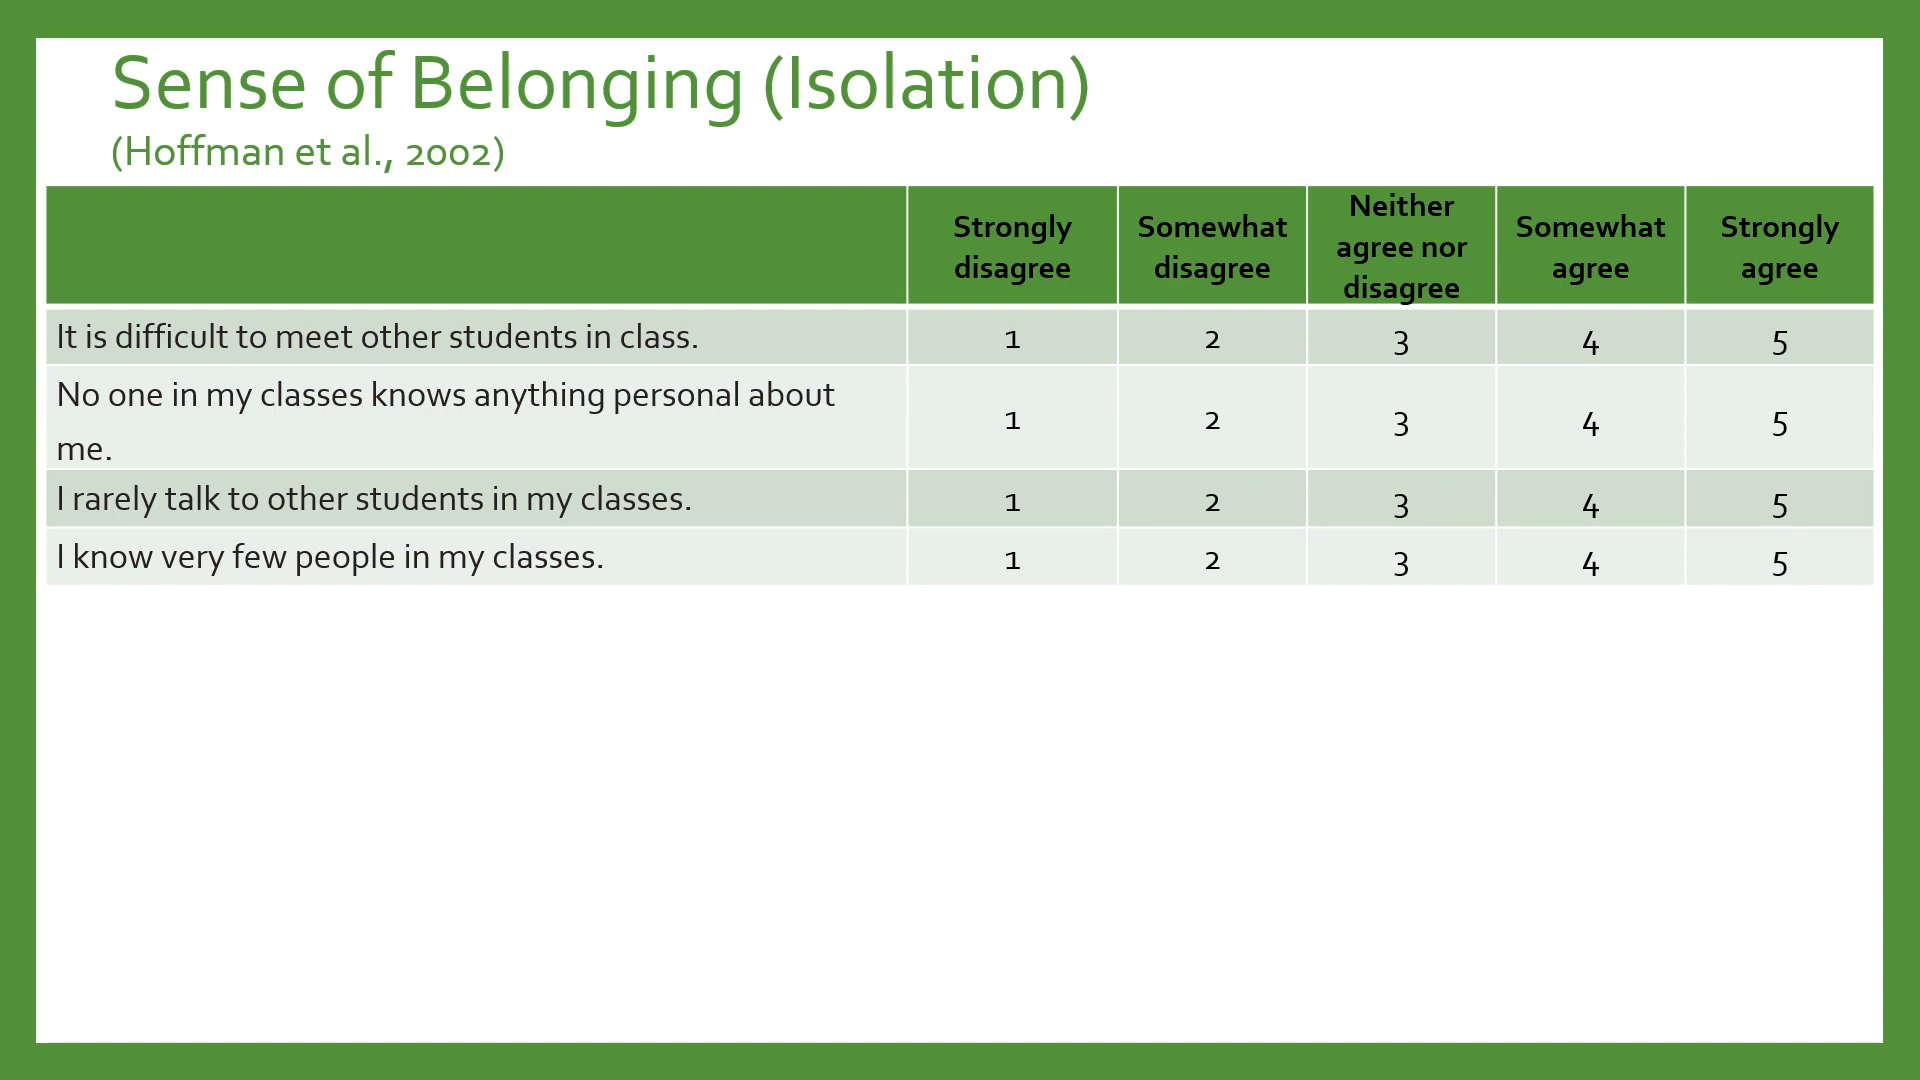 Sense of Belonging (Isolation)
(Hoffman et al., 2002)
Strongly disagree Somewhat disagree Neither agree nor disagree Somewhat agree Strongly agree
It is difficult to meet other students in class. 1 2 3 4 5
No one in my classes knows anything personal about
me. 1 2 3 4 5
I rarely talk to other students in my classes. 1 2 3 4 5
I know very few people in my classes. 1 2 3 4 5